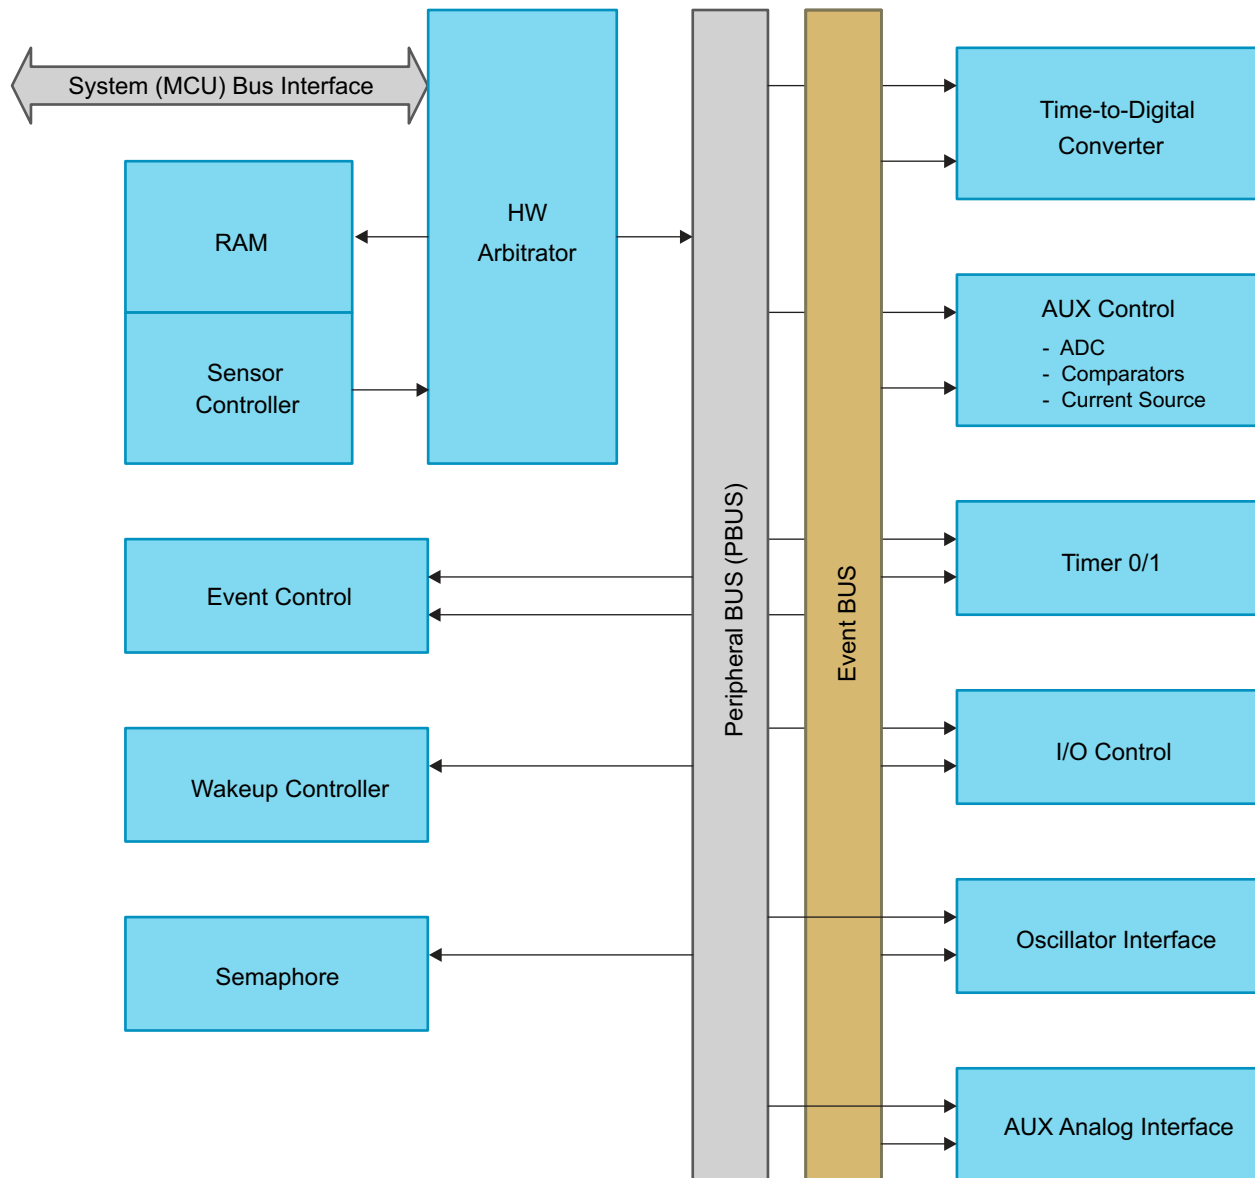 System (MCU) Bus Interface
HW
Arbitrator
RAM
Sensor
Controller
Event Control
Wakeup Controller
Semaphore
Peripheral BUS (PBUS)
Event BUS
Time-to-Digital
Converter
AUX Control
- ADC
- Comparators
- Current Source
Timer 0/1
I/O Control
Oscillator Interface
AUX Analog Interface